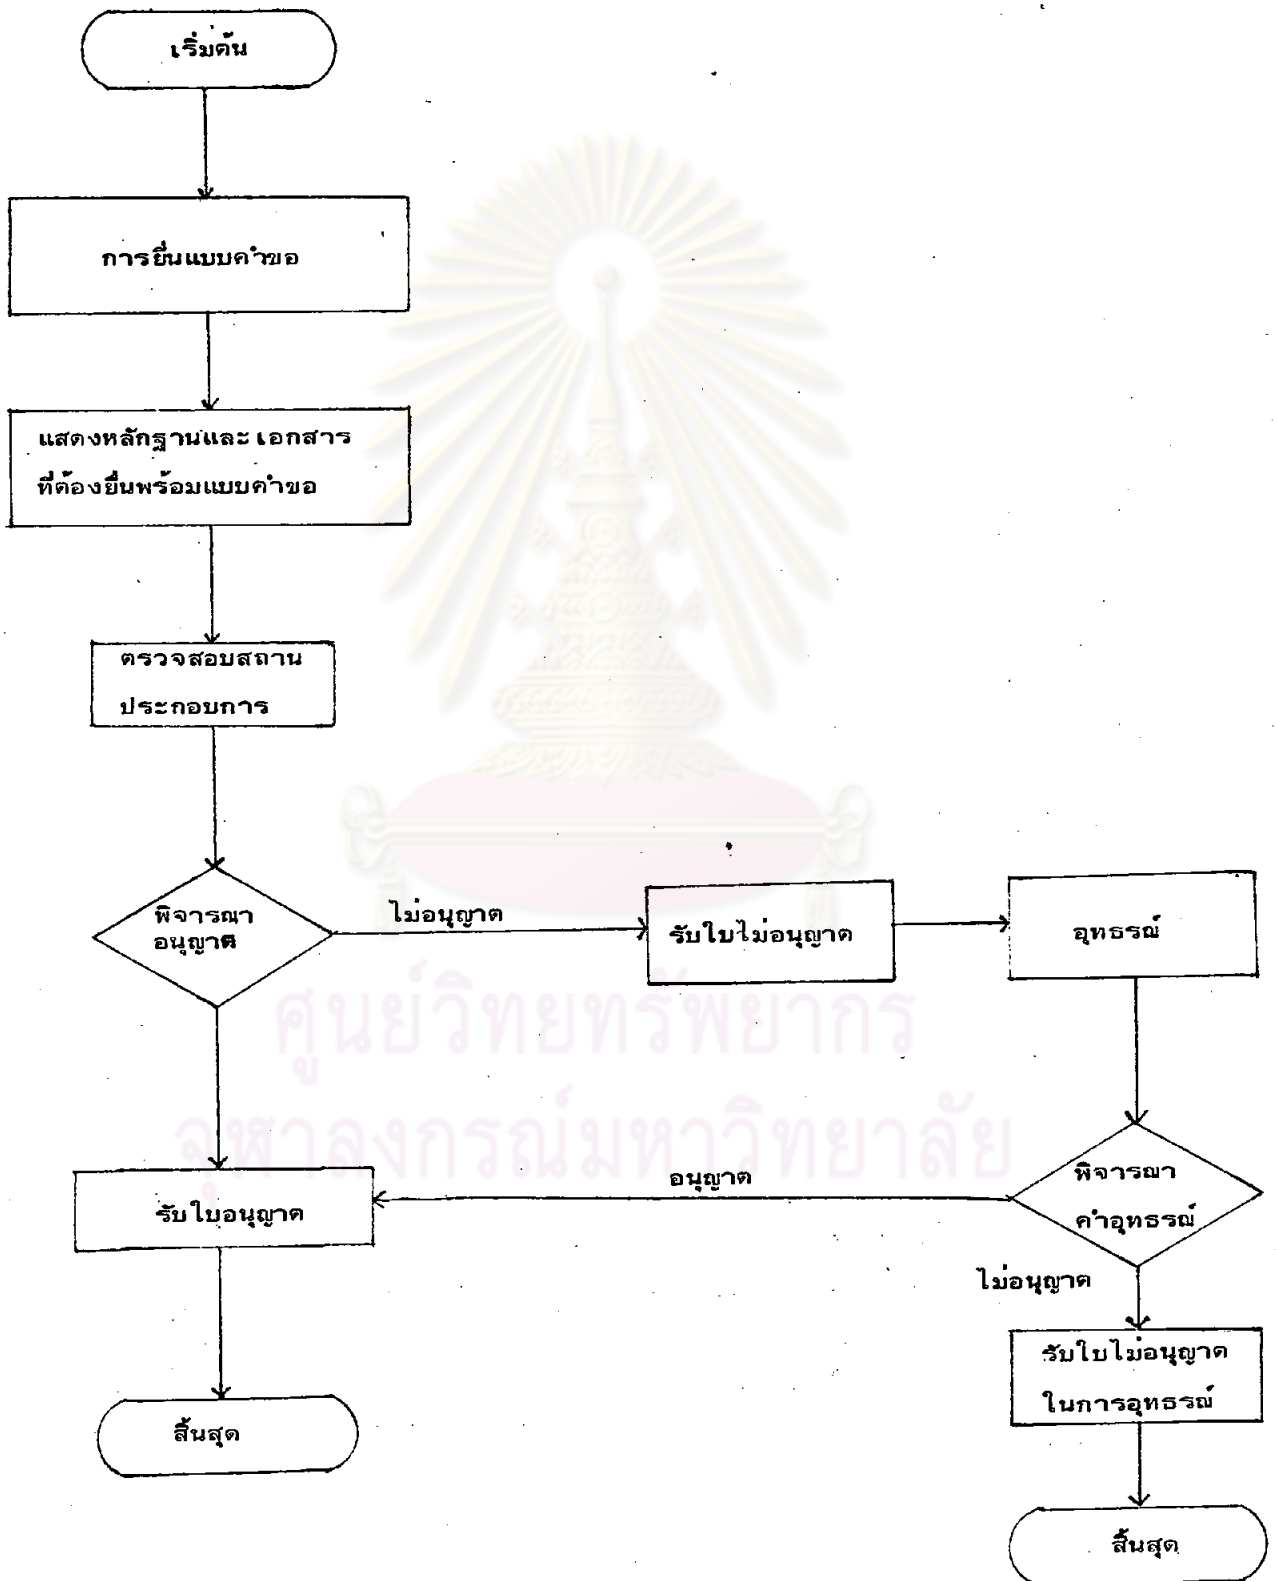 เริ่มต้น
การยื่นแบบคำขอ
แสดงหลักฐานและเอกสาร
ที่ต้องยื่นพร้อมแบบคำขอ
ตรวจสอบสถาน
ประกอบการ
พิจารณา
อนุญาต
ไม่อนุญาต
รับใบไม่อนุญาต
อุทธรณ์
ศูนย์วิทยทรัพยากร
จุฬาลงกรณ์มหาวิทยาลัย
พิจารณา
คำอุทธรณ์
อนุญาต
รับใบอนุญาต
ไม่อนุญาต
รับใบไม่อนุญาต
ในการอุทธรณ์
สิ้นสุด
สิ้นสุด